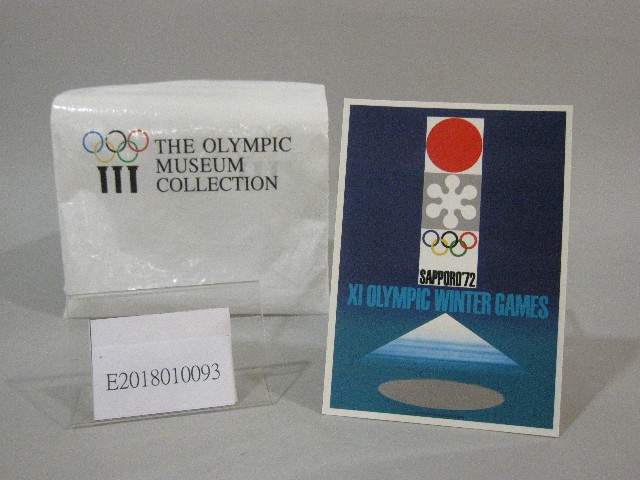 THE OLYMPIC
MUSEUM
COLLECTION
E2018010093
SAPPORO'72
XI OLYMPIC WINTER GAMES